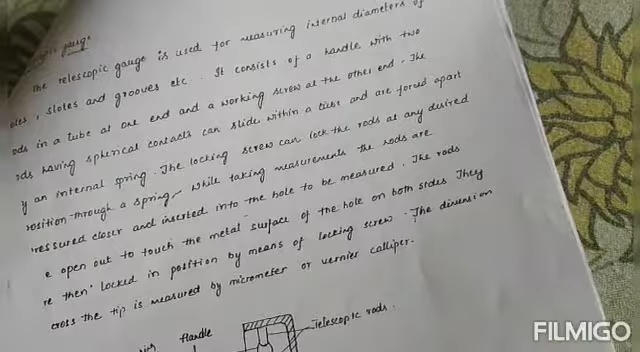 gauge
The telescopic gauge is used for measuring internal diameters of
, slotes and grooves etc. It consists of a handle with two
in a tube at one end and a working screw at the other end. The
having spherical contacts can slide within a tube and are forced apart
an internal spring. The locking screw can lock the rods at any desired
position through a spring. While taking measurements the rods are
pressured closer and inserted into the hole to be measured. The rods
e open out to touch the metal surface of the hole on both sides They
re then locked in position by means of locking screw. The dimension
cross the tip is measured by micrometer or vernier calliper.
Handle
Telescopic rods.
FILMIGO